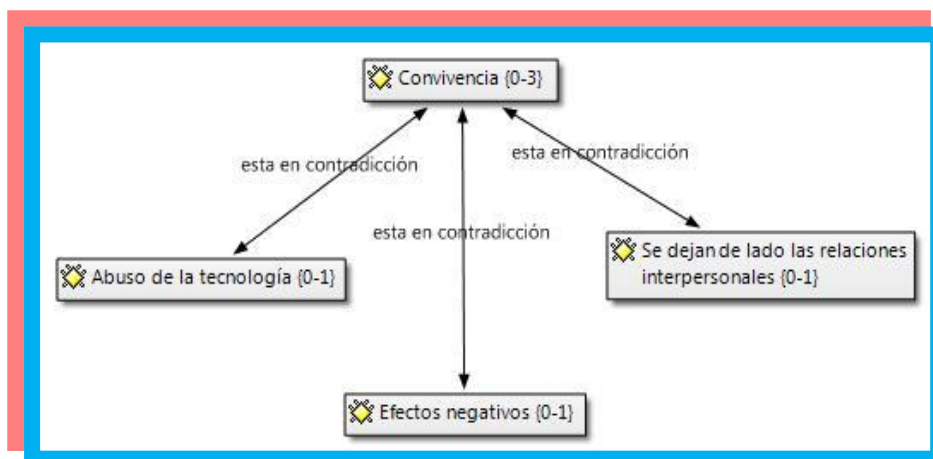 Convivencia {0-3}
esta en contradicción
esta en contradicción
esta en contradicción
Abuso de la tecnología {0-1}
Se dejan de lado las relaciones
interpersonales {0-1}
Efectos negativos {0-1}